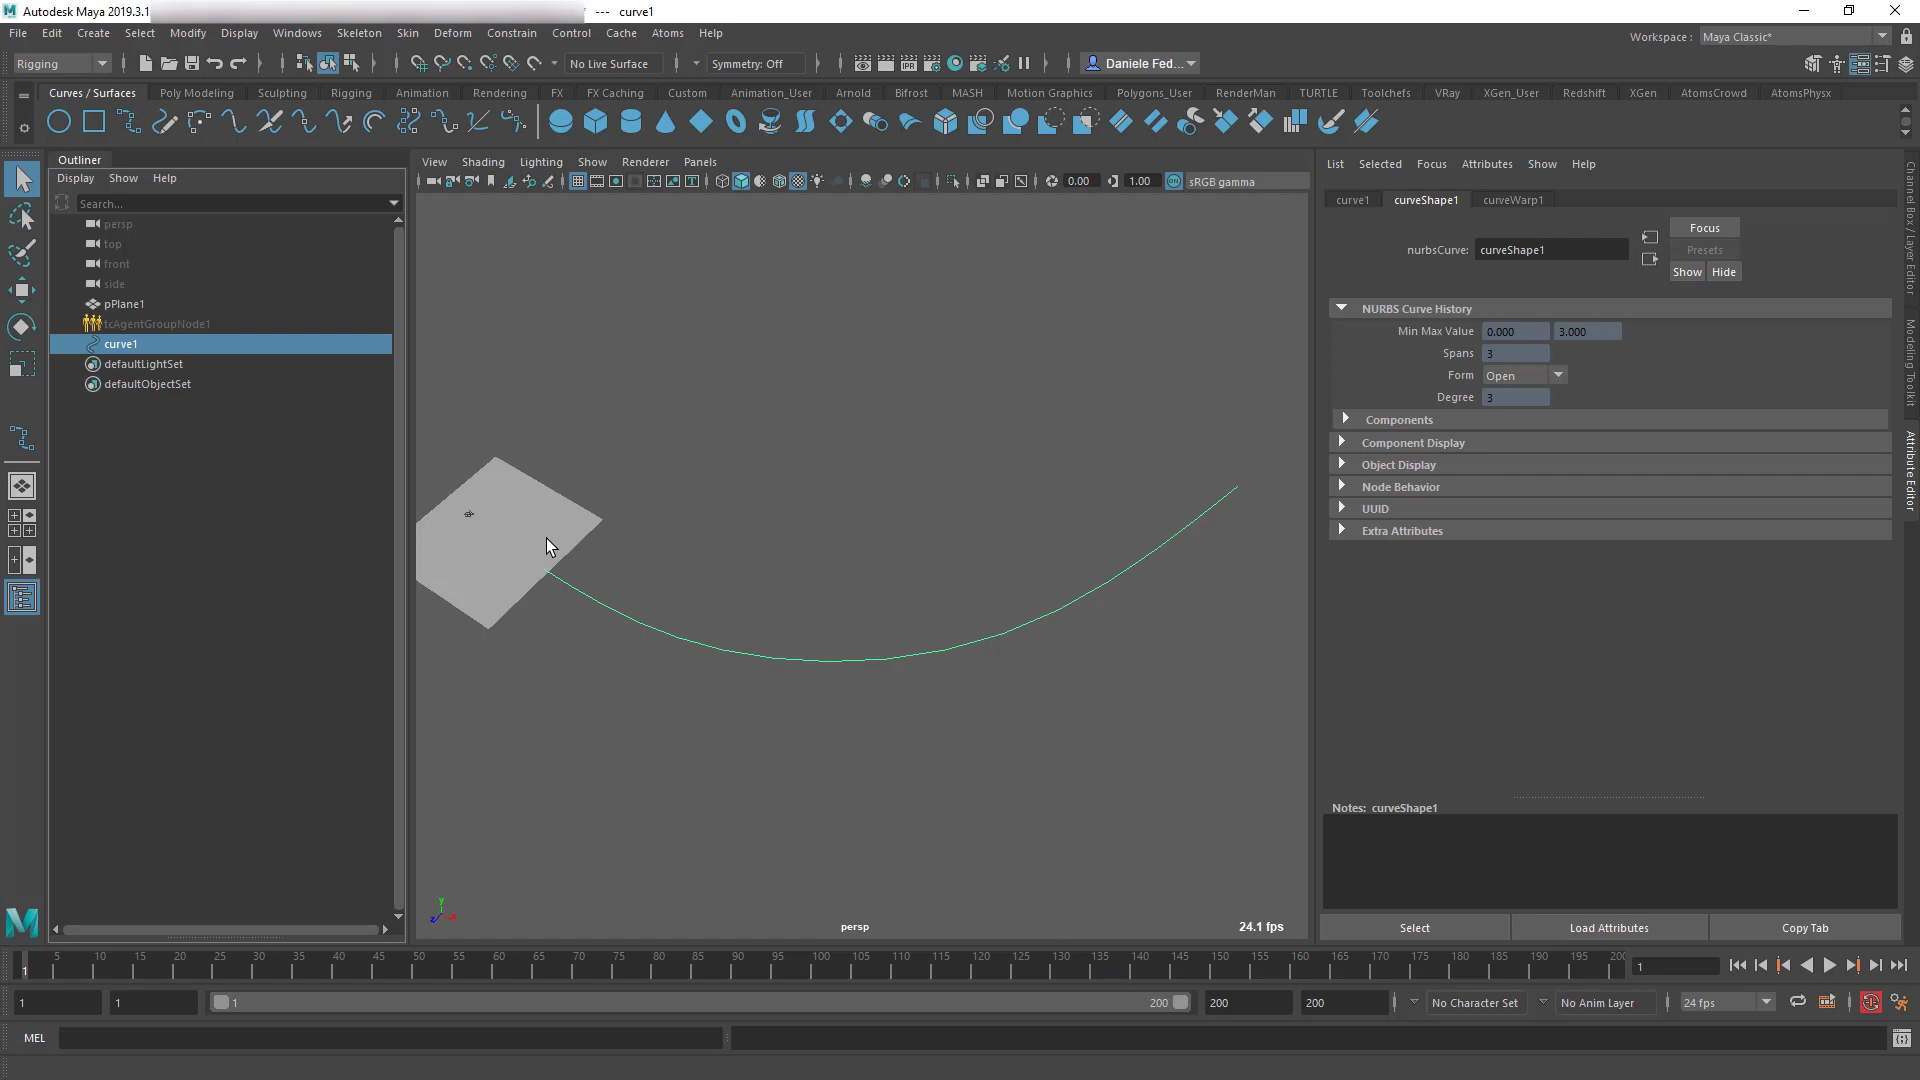 Autodesk Maya 2019.3.1 --- curve1
File Edit Create Select Modify Display Windows Skeleton Skin Deform Constrain Control Cache Atoms Help
Workspace : Maya Classic*
Rigging No Live Surface Symmetry: Off Daniele Fed...
Curves / Surfaces Poly Modeling Sculpting Rigging Animation Rendering FX FX Caching Custom Animation_User Arnold Bifrost MASH Motion Graphics Polygons_User RenderMan TURTLE Toolchefs VRay XGen_User Redshift XGen AtomsCrowd AtomsPhysx
Outliner
Display Show Help
Search...
persp
top
front
side
pPlane1
tcAgentGroupNode1
curve1
defaultLightSet
defaultObjectSet
View Shading Lighting Show Renderer Panels
0.00 1.00 ON sRGB gamma
y
z x
persp
24.1 fps
List Selected Focus Attributes Show Help
curve1 curveShape1 curveWarp1
nurbsCurve: curveShape1
Focus
Presets
Show Hide
NURBS Curve History
Min Max Value 0.000 3.000
Spans 3
Form Open
Degree 3
Components
Component Display
Object Display
Node Behavior
UUID
Extra Attributes
Notes: curveShape1
Select Load Attributes Copy Tab
Channel Box / Layer Editor
Modeling Toolkit
Attribute Editor
5 10 15 20 25 30 35 40 45 50 55 60 65 70 75 80 85 90 95 100 105 110 115 120 125 130 135 140 145 150 155 160 165 170 175 180 185 190 195 200
1 1
1 1 1 200 200 200 No Character Set No Anim Layer 24 fps
MEL